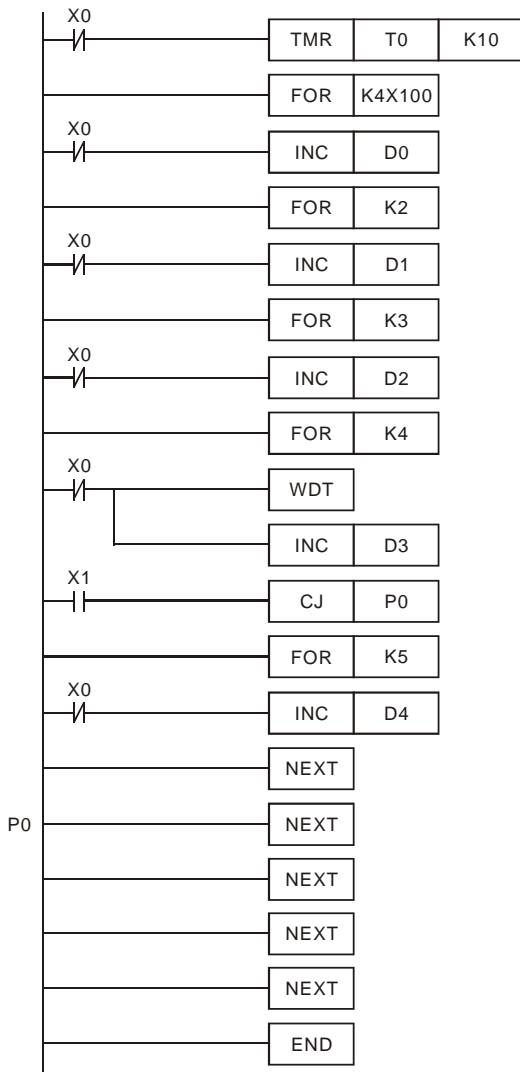 X0
TMR T0 K10
FOR K4X100
X0
INC D0
FOR K2
X0
INC D1
FOR K3
X0
INC D2
FOR K4
X0
WDT
INC D3
X1
CJ P0
FOR K5
X0
INC D4
NEXT
P0 NEXT
NEXT
NEXT
NEXT
END